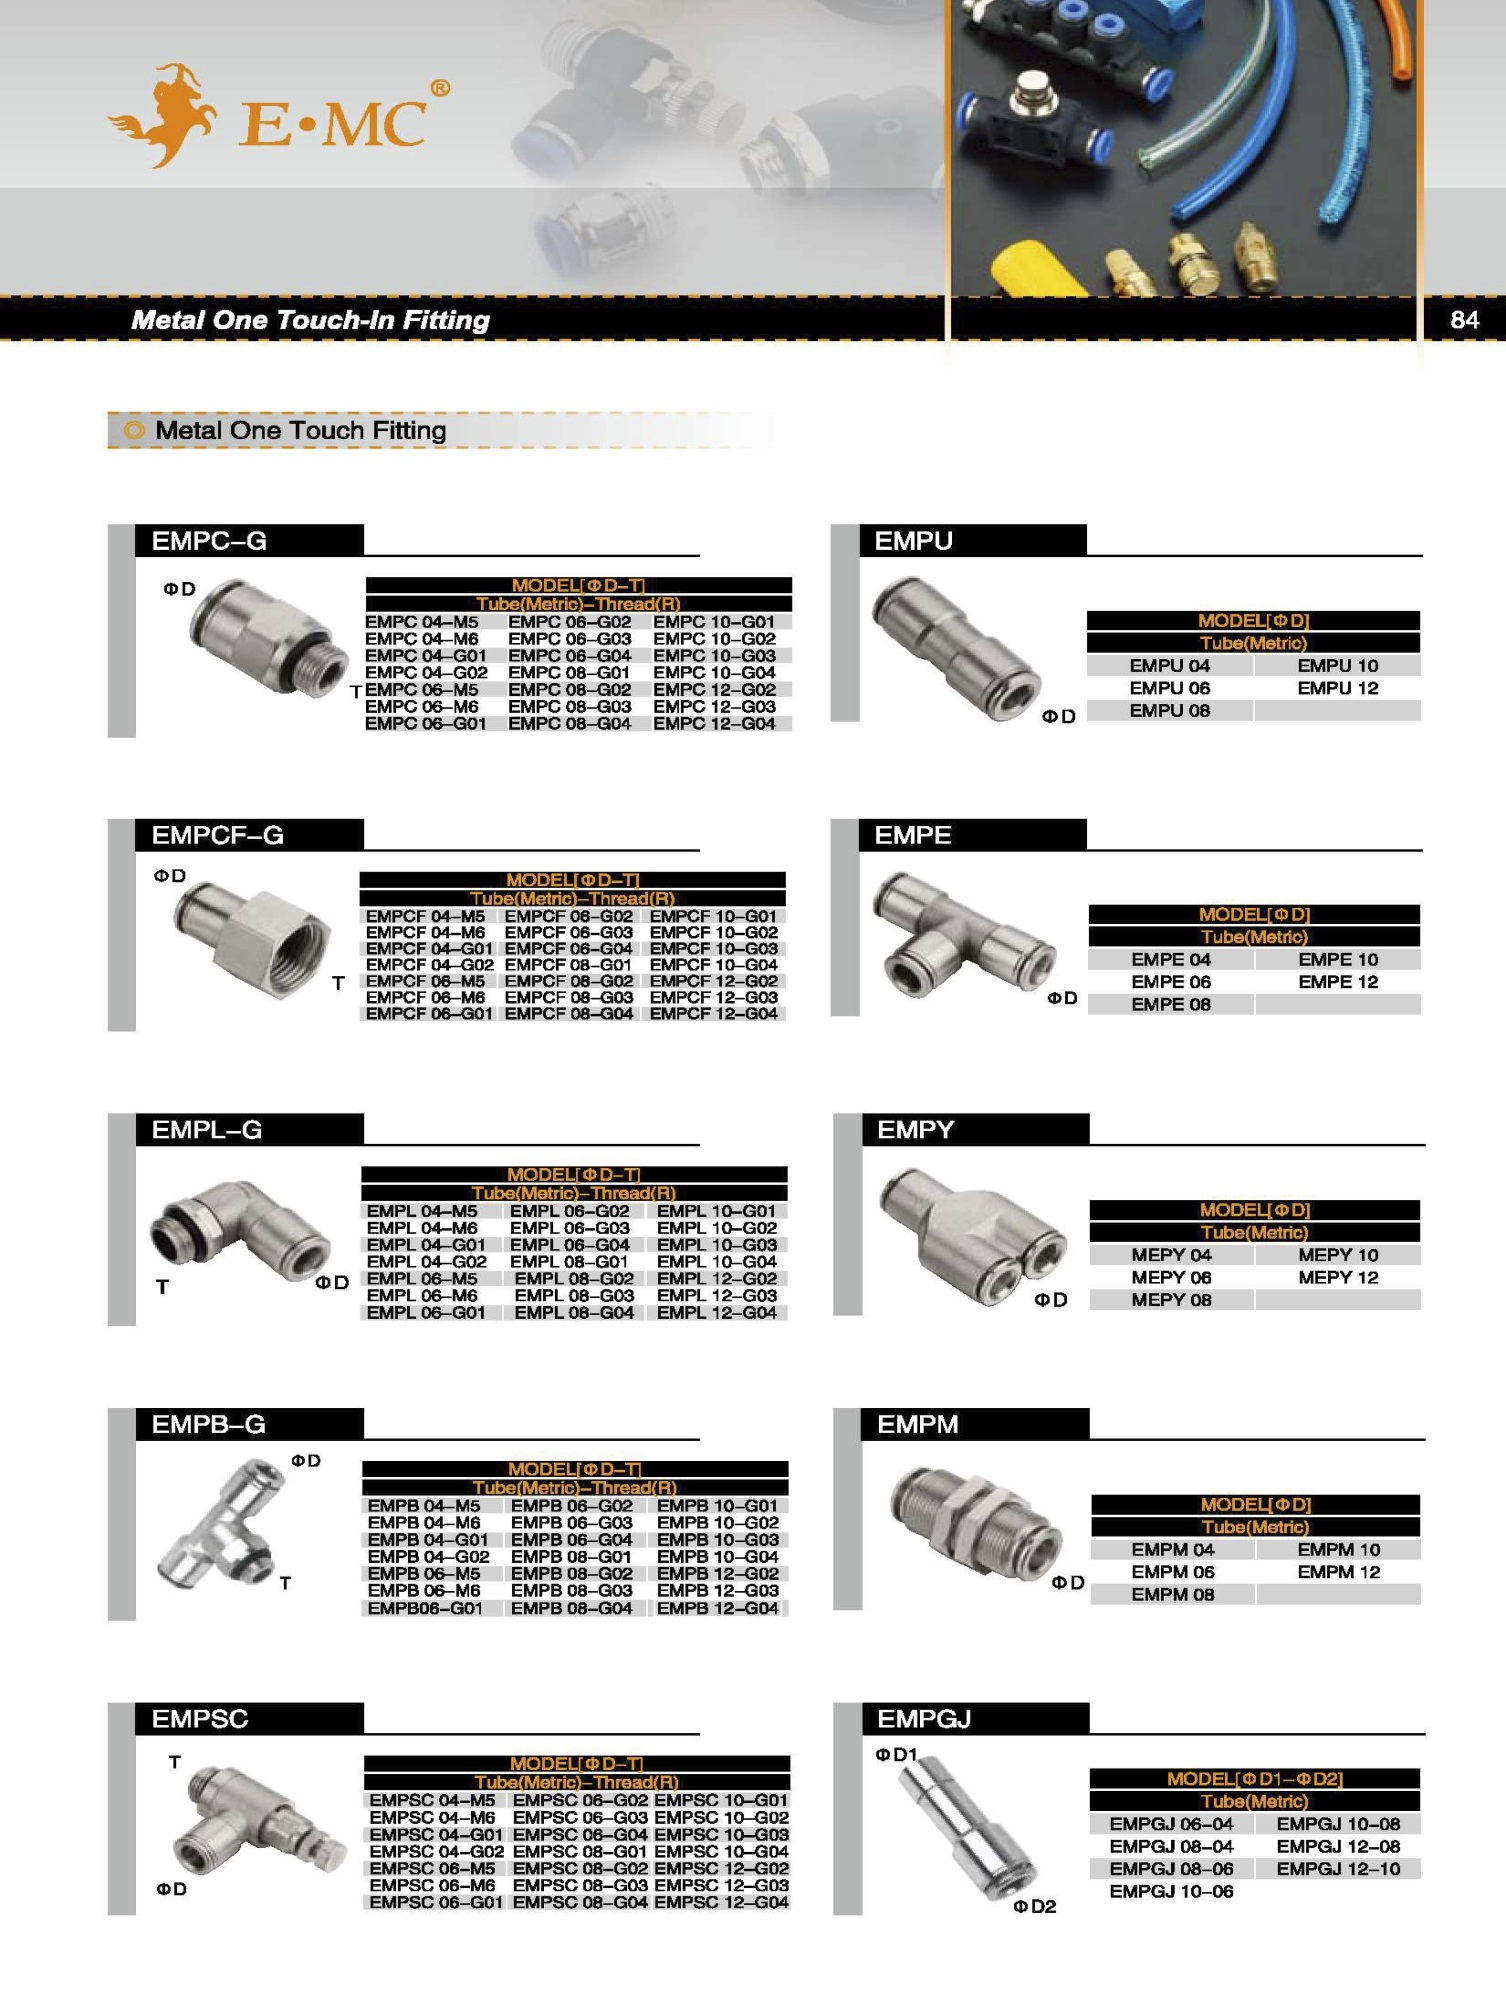 E·MC®
Metal One Touch-In Fitting
84
Metal One Touch Fitting
EMPC–G
ΦD
T
MODEL[ΦD–T]
Tube(Metric)–Thread(R)
EMPC 04–M5 EMPC 06–G02 EMPC 10–G01
EMPC 04–M6 EMPC 06–G03 EMPC 10–G02
EMPC 04–G01 EMPC 06–G04 EMPC 10–G03
EMPC 04–G02 EMPC 08–G01 EMPC 10–G04
EMPC 06–M5 EMPC 08–G02 EMPC 12–G02
EMPC 06–M6 EMPC 08–G03 EMPC 12–G03
EMPC 06–G01 EMPC 08–G04 EMPC 12–G04
EMPU
ΦD
MODEL[ΦD]
Tube(Metric)
EMPU 04 EMPU 10
EMPU 06 EMPU 12
EMPU 08
EMPCF–G
ΦD
T
MODEL[ΦD–T]
Tube(Metric)–Thread(R)
EMPCF 04–M5 EMPCF 06–G02 EMPCF 10–G01
EMPCF 04–M6 EMPCF 06–G03 EMPCF 10–G02
EMPCF 04–G01 EMPCF 06–G04 EMPCF 10–G03
EMPCF 04–G02 EMPCF 08–G01 EMPCF 10–G04
EMPCF 06–M5 EMPCF 08–G02 EMPCF 12–G02
EMPCF 06–M6 EMPCF 08–G03 EMPCF 12–G03
EMPCF 06–G01 EMPCF 08–G04 EMPCF 12–G04
EMPE
ΦD
MODEL[ΦD]
Tube(Metric)
EMPE 04 EMPE 10
EMPE 06 EMPE 12
EMPE 08
EMPL–G
T
ΦD
MODEL[ΦD–T]
Tube(Metric)–Thread(R)
EMPL 04–M5 EMPL 06–G02 EMPL 10–G01
EMPL 04–M6 EMPL 06–G03 EMPL 10–G02
EMPL 04–G01 EMPL 06–G04 EMPL 10–G03
EMPL 04–G02 EMPL 08–G01 EMPL 10–G04
EMPL 06–M5 EMPL 08–G02 EMPL 12–G02
EMPL 06–M6 EMPL 08–G03 EMPL 12–G03
EMPL 06–G01 EMPL 08–G04 EMPL 12–G04
EMPY
ΦD
MODEL[ΦD]
Tube(Metric)
MEPY 04 MEPY 10
MEPY 06 MEPY 12
MEPY 08
EMPB–G
ΦD
T
MODEL[ΦD–T]
Tube(Metric)–Thread(R)
EMPB 04–M5 EMPB 06–G02 EMPB 10–G01
EMPB 04–M6 EMPB 06–G03 EMPB 10–G02
EMPB 04–G01 EMPB 06–G04 EMPB 10–G03
EMPB 04–G02 EMPB 08–G01 EMPB 10–G04
EMPB 06–M5 EMPB 08–G02 EMPB 12–G02
EMPB 06–M6 EMPB 08–G03 EMPB 12–G03
EMPB06–G01 EMPB 08–G04 EMPB 12–G04
EMPM
ΦD
MODEL[ΦD]
Tube(Metric)
EMPM 04 EMPM 10
EMPM 06 EMPM 12
EMPM 08
EMPSC
T
ΦD
MODEL[ΦD–T]
Tube(Metric)–Thread(R)
EMPSC 04–M5 EMPSC 06–G02 EMPSC 10–G01
EMPSC 04–M6 EMPSC 06–G03 EMPSC 10–G02
EMPSC 04–G01 EMPSC 06–G04 EMPSC 10–G03
EMPSC 04–G02 EMPSC 08–G01 EMPSC 10–G04
EMPSC 06–M5 EMPSC 08–G02 EMPSC 12–G02
EMPSC 06–M6 EMPSC 08–G03 EMPSC 12–G03
EMPSC 06–G01 EMPSC 08–G04 EMPSC 12–G04
EMPGJ
ΦD1
ΦD2
MODEL[ΦD1–ΦD2]
Tube(Metric)
EMPGJ 06–04 EMPGJ 10–08
EMPGJ 08–04 EMPGJ 12–08
EMPGJ 08–06 EMPGJ 12–10
EMPGJ 10–06